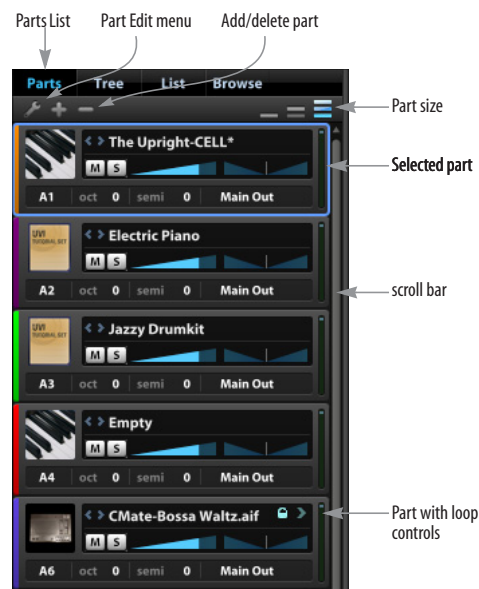 Parts List Part Edit menu Add/delete part
Parts Tree List Browse
Part size
The Upright-CELL*
Selected part
M S
A1 oct 0 semi 0 Main Out
UVI
Electric Piano
M S
A2 oct 0 semi 0 Main Out
scroll bar
UVI
Jazzy Drumkit
M S
A3 oct 0 semi 0 Main Out
Empty
M S
A4 oct 0 semi 0 Main Out
CMate-Bossa Waltz.aif
Part with loop
controls
M S
A6 oct 0 semi 0 Main Out